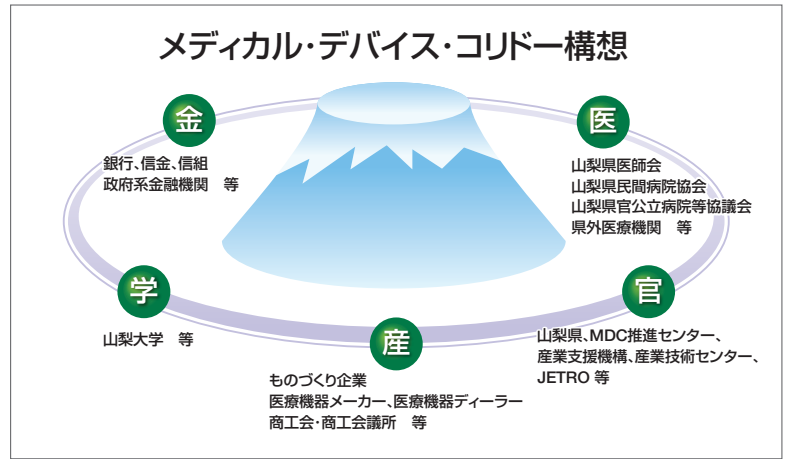 メディカル・デバイス・コリドー構想
金
銀行、信金、信組
政府系金融機関　等
医
山梨県医師会
山梨県民間病院協会
山梨県官公立病院等協議会
県外医療機関　等
学
山梨大学　等
産
ものづくり企業
医療機器メーカー、医療機器ディーラー
商工会・商工会議所　等
官
山梨県、MDC推進センター、
産業支援機構、産業技術センター、
JETRO 等